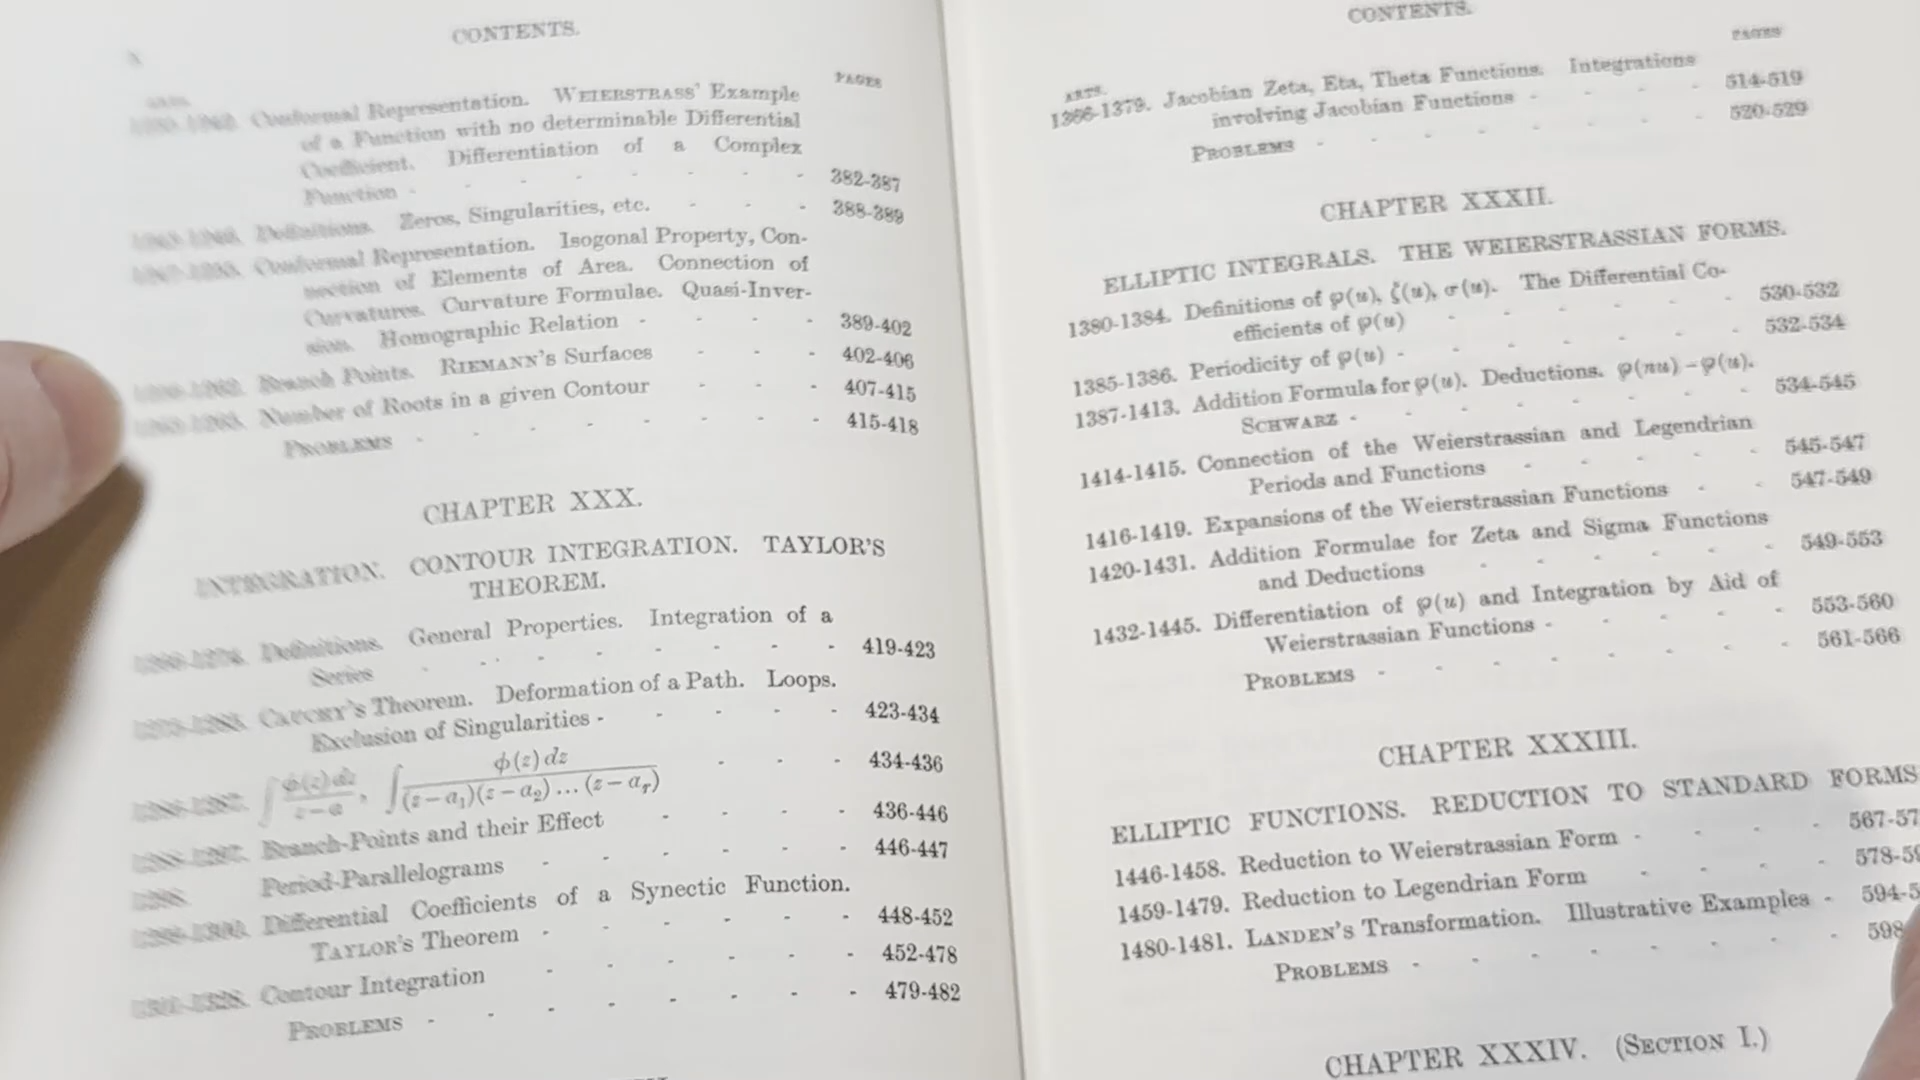 CONTENTS.
PAGES
Conformal Representation. WEIERSTRASS' Example
of a Function with no determinable Differential
Coefficient. Differentiation of a Complex
Function - - - - - - - - 382-387
Definitions. Zeros, Singularities, etc. - - - 388-389
Conformal Representation. Isogonal Property, Con-
nection of Elements of Area. Connection of
Curvatures. Curvature Formulae. Quasi-Inver-
sion. Homographic Relation - - - - 389-402
Branch Points. RIEMANN'S Surfaces - - - 402-406
Number of Roots in a given Contour - - - 407-415
PROBLEMS - - - - - - - - 415-418
CHAPTER XXX.
INTEGRATION. CONTOUR INTEGRATION. TAYLOR'S
THEOREM.
Definitions. General Properties. Integration of a
Series - - - - - - - - 419-423
CAUCHY'S Theorem. Deformation of a Path. Loops.
Exclusion of Singularities - - - - - 423-434
∫ φ(z) dz / (z − a), ∫ φ(z) dz / (z − a₁)(z − a₂) ... (z − aᵣ) - - - 434-436
Branch-Points and their Effect - - - - 436-446
Period-Parallelograms - - - - - - 446-447
Differential Coefficients of a Synectic Function.
TAYLOR'S Theorem - - - - - - 448-452
Contour Integration - - - - - - 452-478
PROBLEMS - - - - - - - - 479-482
CONTENTS.
ARTS. PAGES
1366-1379. Jacobian Zeta, Eta, Theta Functions. Integrations
involving Jacobian Functions - - - - 514-519
PROBLEMS - - - - - - - 520-529
CHAPTER XXXII.
ELLIPTIC INTEGRALS. THE WEIERSTRASSIAN FORMS.
1380-1384. Definitions of ℘(u), ζ(u), σ(u). The Differential Co-
efficients of ℘(u) - - - - - - 530-532
1385-1386. Periodicity of ℘(u) - - - - - - 532-534
1387-1413. Addition Formula for ℘(u). Deductions. ℘(nu) – ℘(u).
SCHWARZ - - - - - - - 534-545
1414-1415. Connection of the Weierstrassian and Legendrian
Periods and Functions - - - - - 545-547
1416-1419. Expansions of the Weierstrassian Functions - - 547-549
1420-1431. Addition Formulae for Zeta and Sigma Functions
and Deductions - - - - - - 549-553
1432-1445. Differentiation of ℘(u) and Integration by Aid of
Weierstrassian Functions - - - - - 553-560
PROBLEMS - - - - - - - - 561-566
CHAPTER XXXIII.
ELLIPTIC FUNCTIONS. REDUCTION TO STANDARD FORMS
1446-1458. Reduction to Weierstrassian Form - - - - 567-57
1459-1479. Reduction to Legendrian Form - - - - 578-59
1480-1481. LANDEN'S Transformation. Illustrative Examples - 594-5
PROBLEMS - - - - - - - - 598-
CHAPTER XXXIV. (SECTION I.)